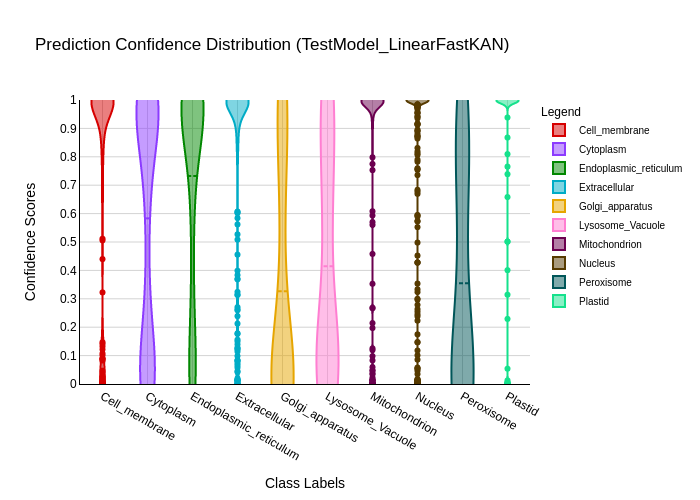 Prediction Confidence Distribution (TestModel_LinearFastKAN)
Legend
Cell_membrane
Cytoplasm
Endoplasmic_reticulum
Extracellular
Golgi_apparatus
Lysosome_Vacuole
Mitochondrion
Nucleus
Peroxisome
Plastid
Confidence Scores
1
0.9
0.8
0.7
0.6
0.5
0.4
0.3
0.2
0.1
0
Cell_membrane
Cytoplasm
Endoplasmic_reticulum
Extracellular
Golgi_apparatus
Lysosome_Vacuole
Mitochondrion
Nucleus
Peroxisome
Plastid
Class Labels